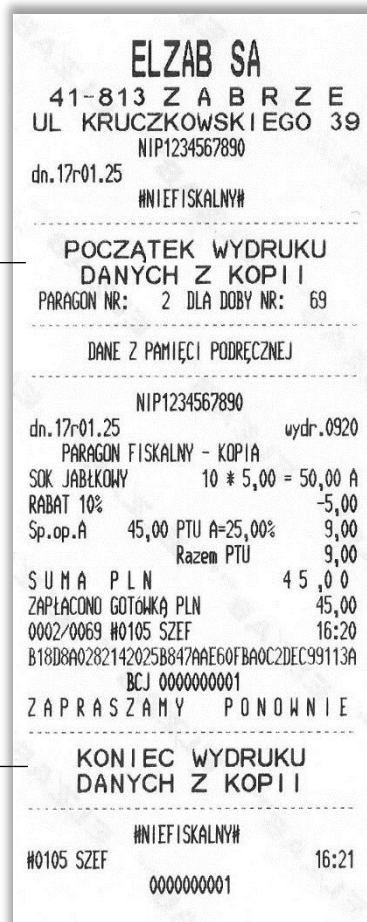 ELZAB SA
41-813 Z A B R Z E
UL KRUCZKOWSKIEGO 39
NIP1234567890
dn.17r01.25
#NIEFISKALNY#
POCZĄTEK WYDRUKU
DANYCH Z KOPII
PARAGON NR: 2 DLA DOBY NR: 69
DANE Z PAMIĘCI PODRĘCZNEJ
NIP1234567890
dn.17r01.25 wydr.0920
PARAGON FISKALNY - KOPIA
SOK JABŁKOWY 10 * 5,00 = 50,00 A
RABAT 10% -5,00
Sp.op.A 45,00 PTU A=25,00% 9,00
Razem PTU 9,00
S U M A P L N 4 5 , 0 0
ZAPŁACONO GOTÓWKĄ PLN 45,00
0002/0069 #0105 SZEF 16:20
B18D8A0282142025B847AAE60FBA0C2DEC99113A
BCJ 0000000001
Z A P R A S Z A M Y P O N O W N I E
KONIEC WYDRUKU
DANYCH Z KOPII
#NIEFISKALNY#
#0105 SZEF 16:21
0000000001